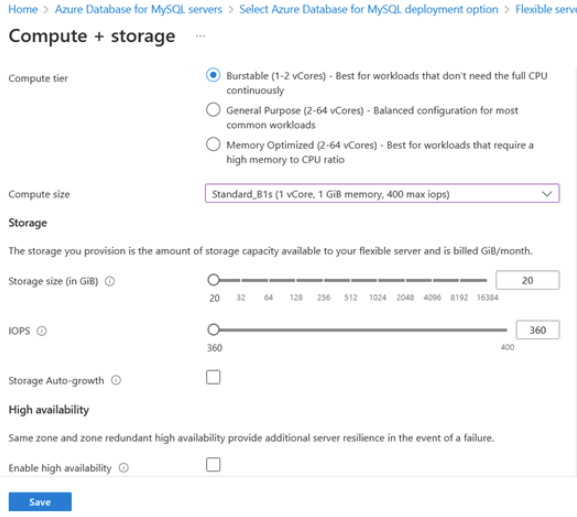 Home > Azure Database for MySQL servers > Select Azure Database for MySQL deployment option > Flexible serve
Compute + storage ...
Compute tier
Burstable (1-2 vCores) - Best for workloads that don't need the full CPU
continuously
General Purpose (2-64 vCores) - Balanced configuration for most
common workloads
Memory Optimized (2-64 vCores) - Best for workloads that require a
high memory to CPU ratio
Compute size
Standard_B1s (1 vCore, 1 GiB memory, 400 max iops)
Storage
The storage you provision is the amount of storage capacity available to your flexible server and is billed GiB/month.
Storage size (in GiB)
20
20 32 64 128 256 512 1024 2048 4096 8192 16384
IOPS
360
360 400
Storage Auto-growth
High availability
Same zone and zone redundant high availability provide additional server resilience in the event of a failure.
Enable high availability
Save